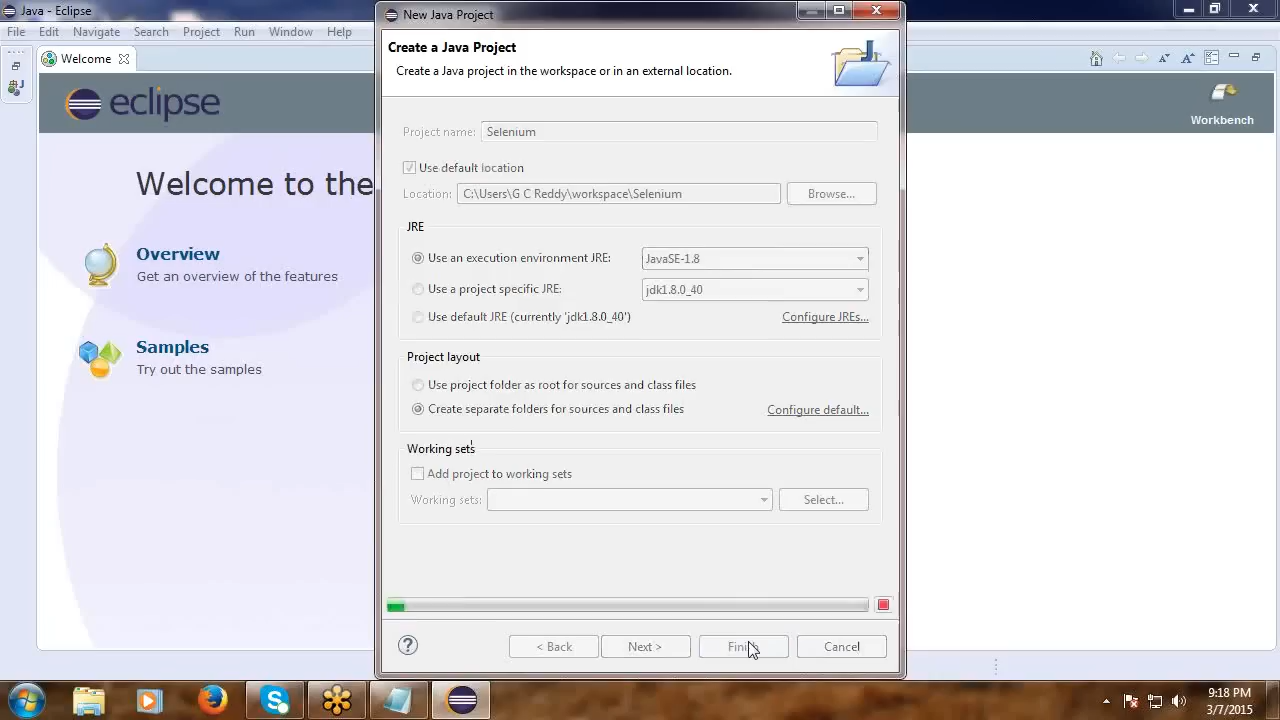 Java - Eclipse
New Java Project
File Edit Navigate Search Project Run Window Help
Create a Java Project
Create a Java project in the workspace or in an external location.
Welcome
eclipse
Workbench
Project name: Selenium
Use default location
Location: C:\Users\G C Reddy\workspace\Selenium Browse...
Welcome to the
JRE
Overview
Get an overview of the features
Use an execution environment JRE: JavaSE-1.8
Use a project specific JRE: jdk1.8.0_40
Use default JRE (currently 'jdk1.8.0_40') Configure JREs...
Samples
Try out the samples
Project layout
Use project folder as root for sources and class files
Create separate folders for sources and class files Configure default...
Working sets
Add project to working sets
Working sets: Select...
< Back Next > Finish Cancel
9:18 PM
3/7/2015